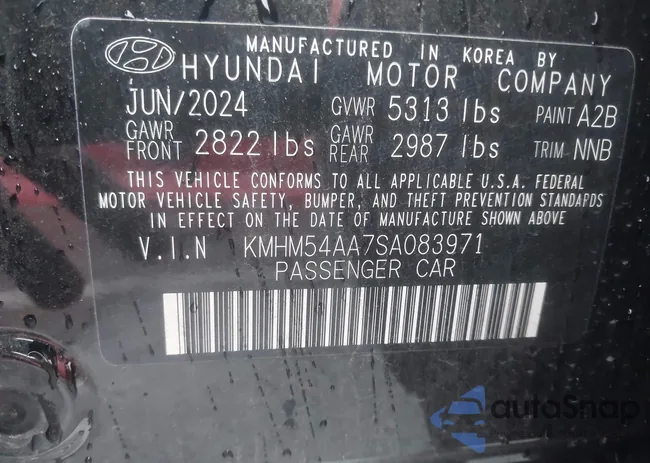 MANUFACTURED IN KOREA BY
HYUNDAI MOTOR COMPANY
JUN/2024 GVWR 5313 lbs PAINT A2B
GAWR FRONT 2822 lbs GAWR REAR 2987 lbs TRIM NNB
THIS VEHICLE CONFORMS TO ALL APPLICABLE U.S.A. FEDERAL
MOTOR VEHICLE SAFETY, BUMPER, AND THEFT PREVENTION STANDARDS
IN EFFECT ON THE DATE OF MANUFACTURE SHOWN ABOVE
V.I.N KMHM54AA7SA083971
PASSENGER CAR
autoSnap